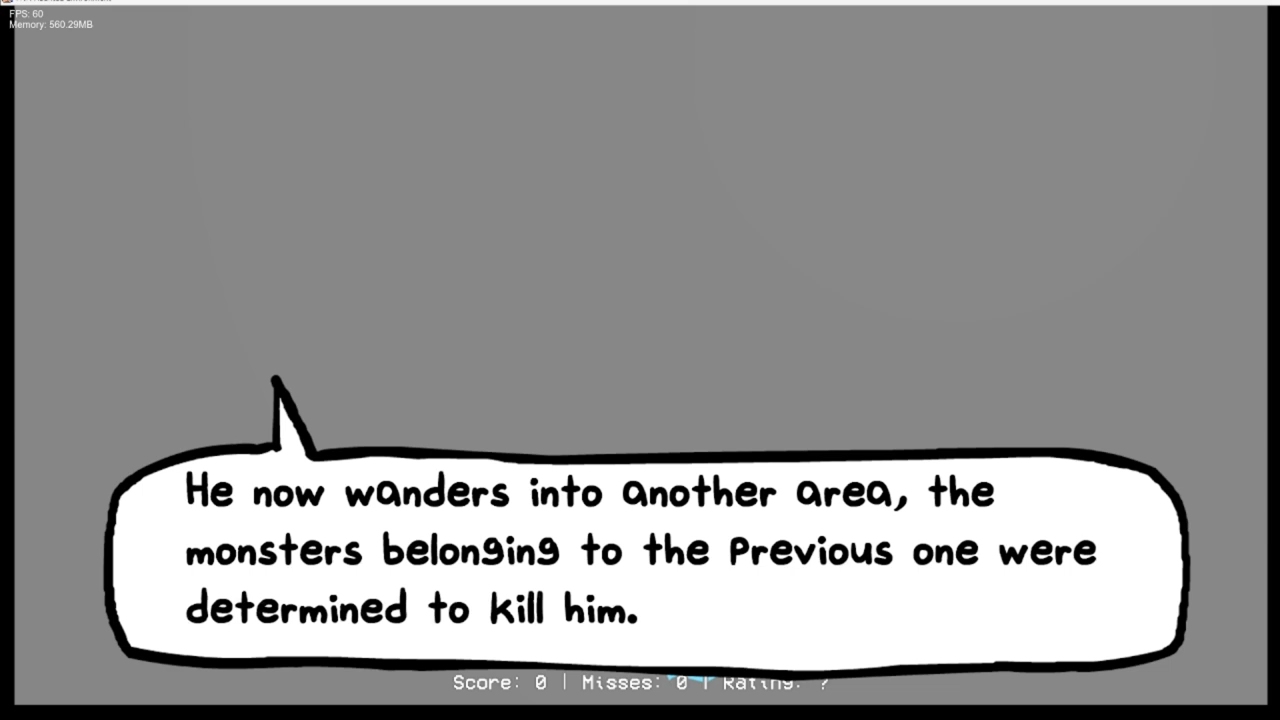 FPS: 60
Memory: 560.29MB
He now wanders into another area, the
monsters belonging to the Previous one were
determined to kill him.
Score: 0 | Misses: 0 | Rating: ?